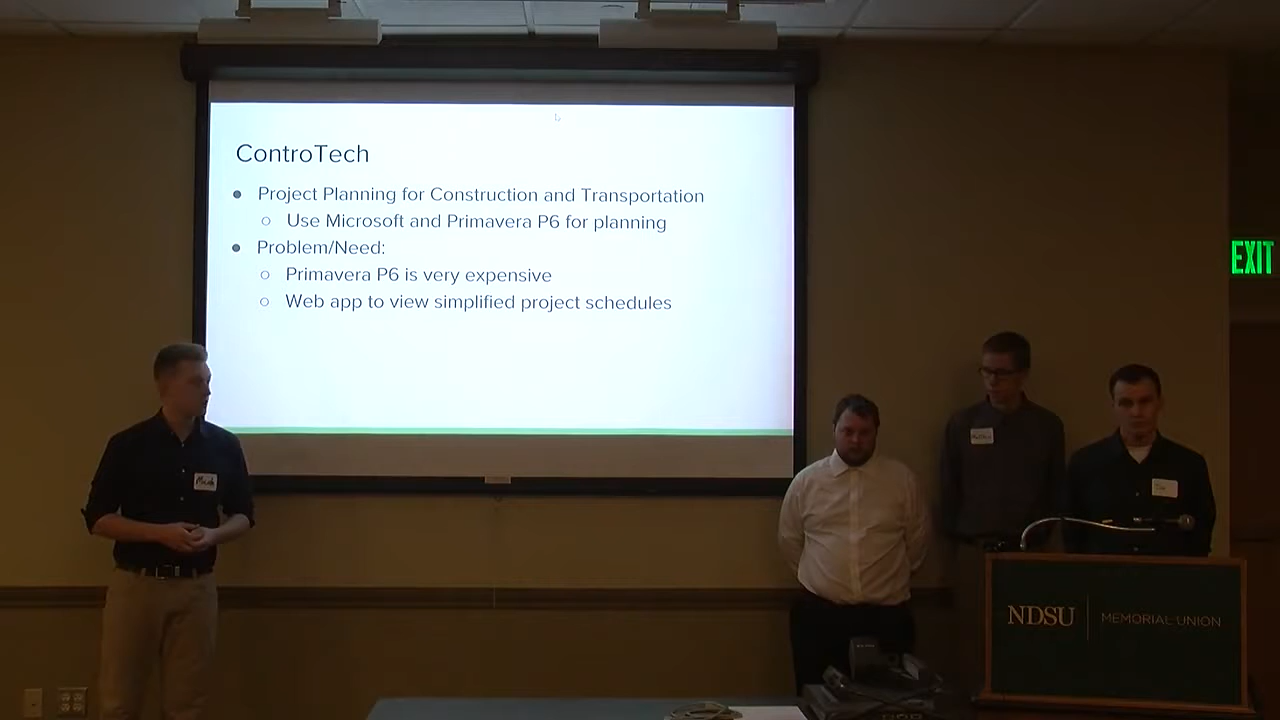 ControTech
Project Planning for Construction and Transportation
Use Microsoft and Primavera P6 for planning
Problem/Need:
Primavera P6 is very expensive
Web app to view simplified project schedules
EXIT
NDSU
MEMORIAL UNION